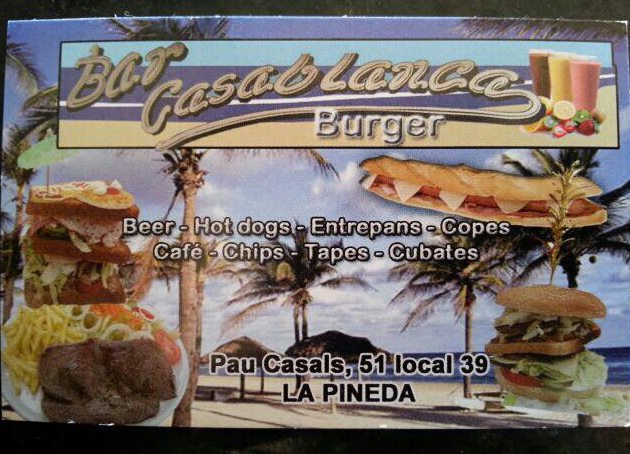 Bar Casablanca
Burger
Beer - Hot dogs - Entrepans - Copes
Café - Chips - Tapes - Cubates
Pau Casals, 51 local 39
LA PINEDA